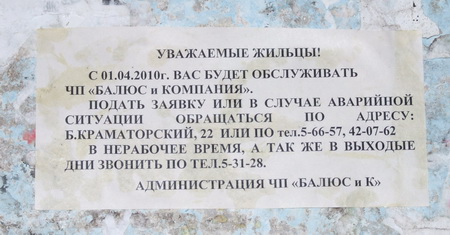 УВАЖАЕМЫЕ ЖИЛЬЦЫ!
С 01.04.2010г. ВАС БУДЕТ ОБСЛУЖИВАТЬ
ЧП «БАЛЮС и КОМПАНИЯ».
ПОДАТЬ ЗАЯВКУ ИЛИ В СЛУЧАЕ АВАРИЙНОЙ
СИТУАЦИИ ОБРАЩАТЬСЯ ПО АДРЕСУ:
Б.КРАМАТОРСКИЙ, 22 ИЛИ ПО тел.5-66-57, 42-07-62
В НЕРАБОЧЕЕ ВРЕМЯ, А ТАК ЖЕ В ВЫХОДЫЕ
ДНИ ЗВОНИТЬ ПО ТЕЛ.5-31-28.
АДМИНИСТРАЦИЯ ЧП «БАЛЮС и К»